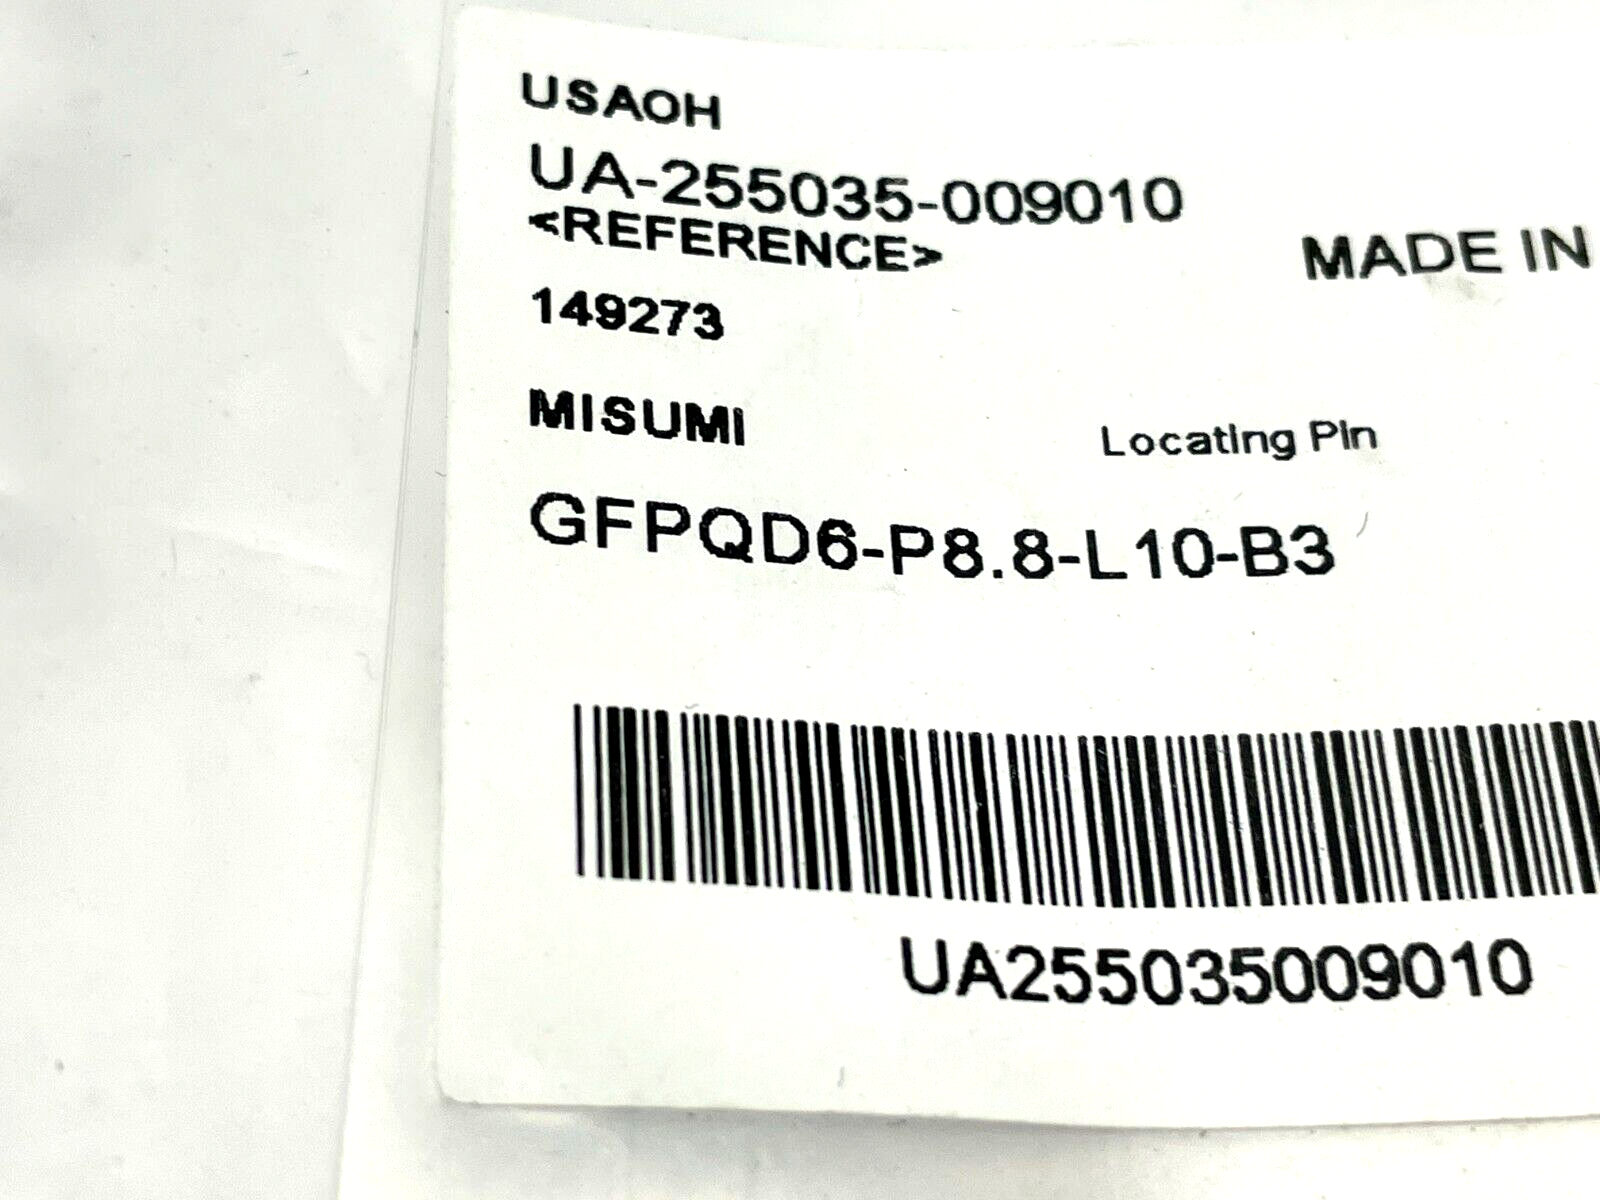 USAOH
UA-255035-009010
<REFERENCE>
MADE IN
149273
MISUMI
Locating Pin
GFPQD6-P8.8-L10-B3
UA255035009010